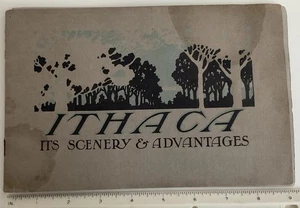 ITHACA
ITS SCENERY & ADVANTAGES